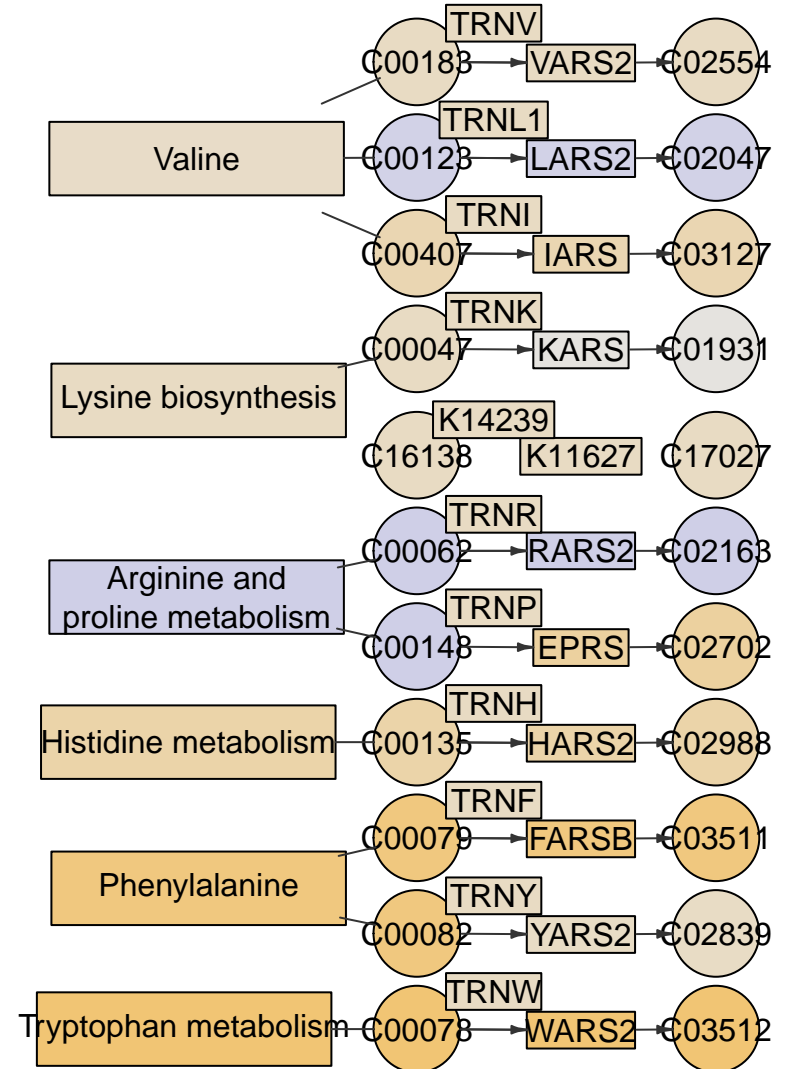 TRNV
C00183 VARS2 C02554
TRNL1
Valine C00123 LARS2 C02047
TRNI
C00407 IARS C03127
TRNK
C00047 KARS C01931
Lysine biosynthesis
K14239
C16138 K11627 C17027
TRNR
C00062 RARS2 C02163
Arginine and
proline metabolism
TRNP
C00148 EPRS C02702
TRNH
Histidine metabolism C00135 HARS2 C02988
TRNF
C00079 FARSB C03511
Phenylalanine
TRNY
C00082 YARS2 C02839
TRNW
Tryptophan metabolism C00078 WARS2 C03512